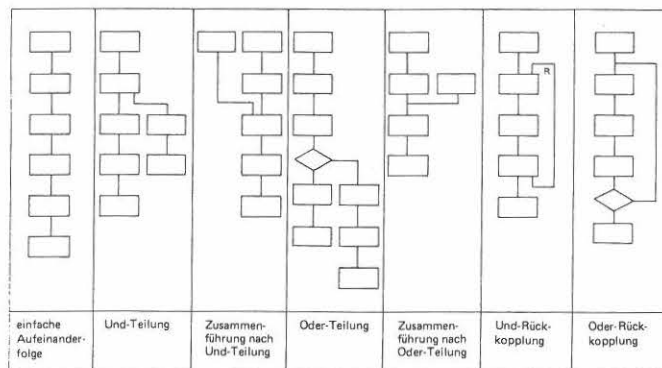 R
einfache
Aufeinander-
folge
Und-Teilung
Zusammen-
führung nach
Und-Teilung
Oder-Teilung
Zusammen-
führung nach
Oder-Teilung
Und-Rück-
kopplung
Oder-Rück-
kopplung